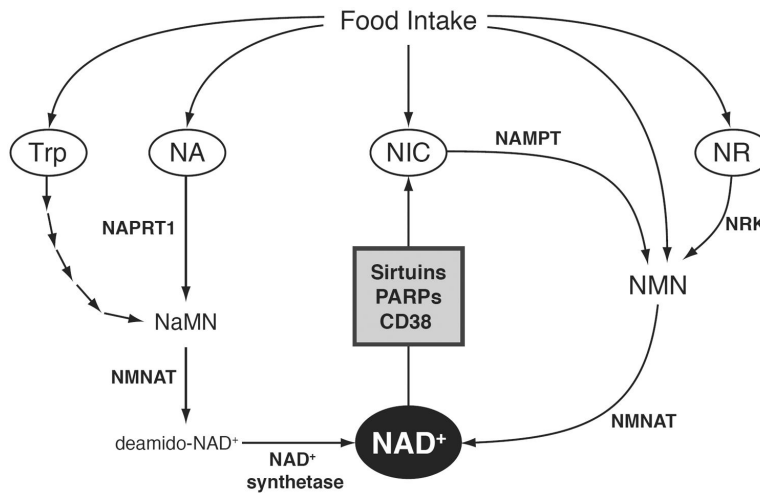 Food Intake
Trp
NA
NIC
NAMPT
NR
NAPRT1
NRK
Sirtuins
PARPs
CD38
NMN
NaMN
NMNAT
NMNAT
deamido-NAD⁺
NAD⁺
synthetase
NAD⁺